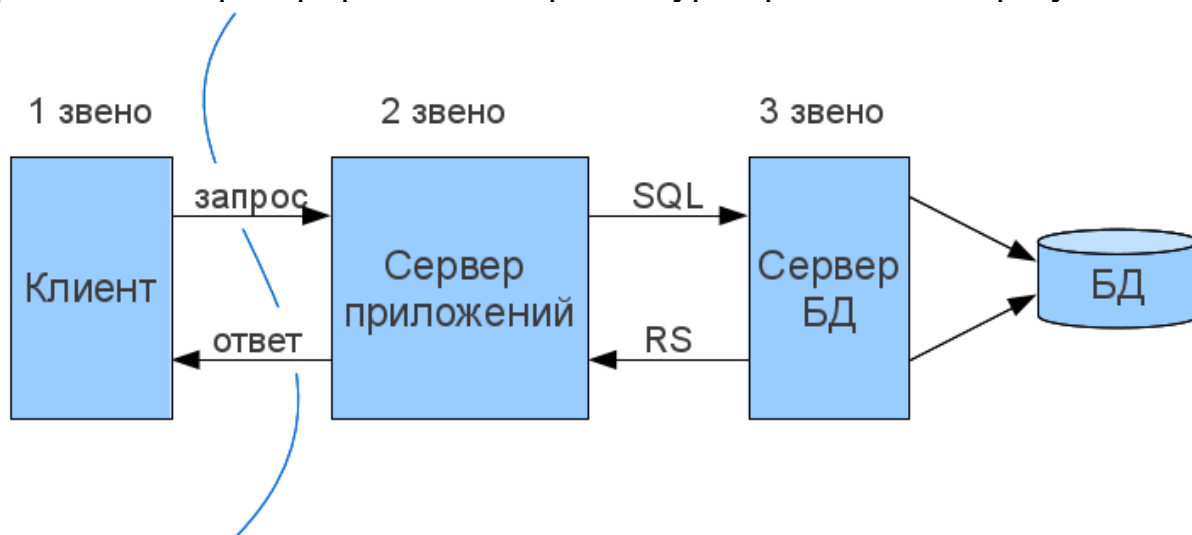 1 звено
2 звено
3 звено
запрос
SQL
Клиент
Сервер
приложений
Сервер
БД
БД
ответ
RS